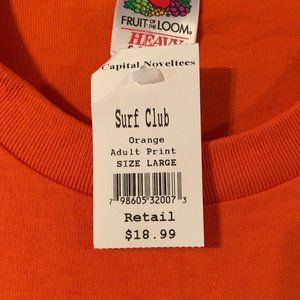 FRUIT OF THE LOOM®
HEAVY
Capital Noveltees
Surf Club
Orange
Adult Print
SIZE LARGE
7 98605 32007 3
Retail
$18.99